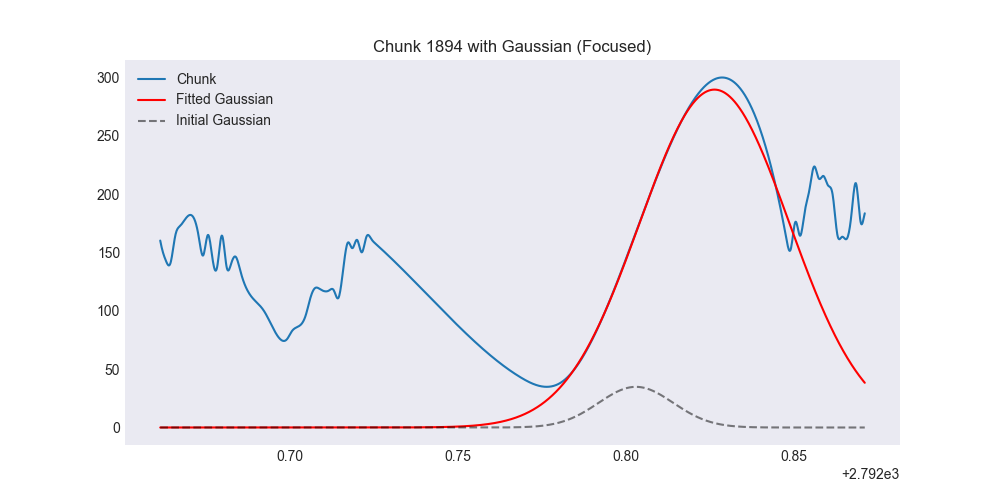 Chunk 1894 with Gaussian (Focused)
Chunk
Fitted Gaussian
Initial Gaussian
300
250
200
150
100
50
0
0.70 0.75 0.80 0.85
+2.792e3